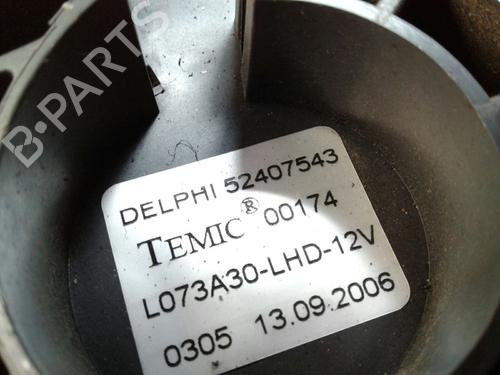 B-PARTS
DELPHI 52407543
TEMIC® 00174
L073A30-LHD-12V
0305 13.09.2006